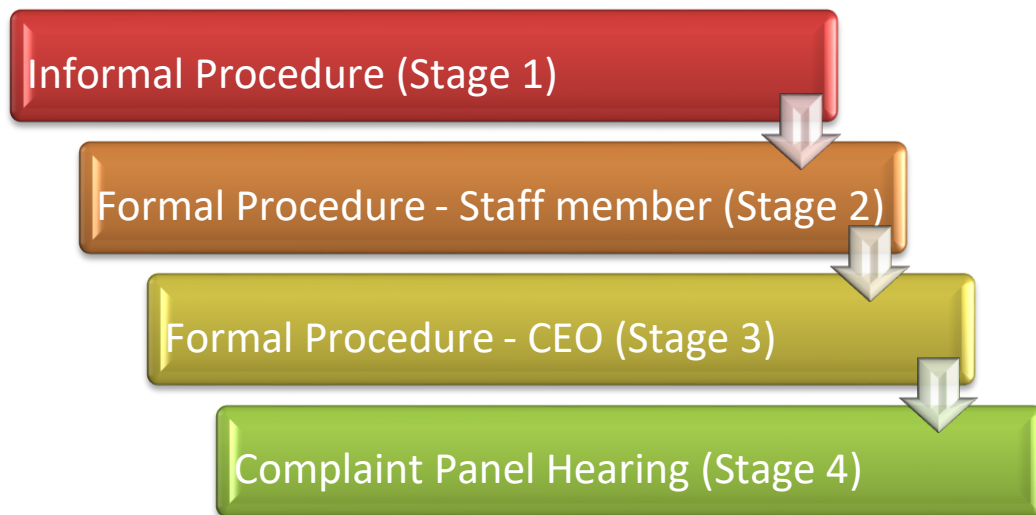 Informal Procedure (Stage 1)
Formal Procedure - Staff member (Stage 2)
Formal Procedure - CEO (Stage 3)
Complaint Panel Hearing (Stage 4)